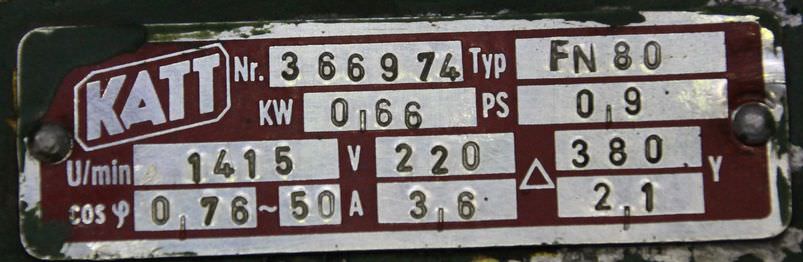 KATT Nr. 366974 Typ FN 80
KW 0,66 PS 0,9
U/min 1415 V 220 △ 380 Y
cos φ 0,76 ~ 50 A 3,6 2,1